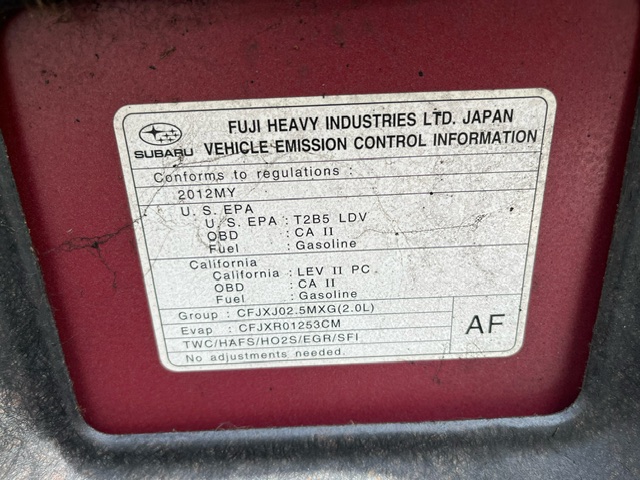 SUBARU
FUJI HEAVY INDUSTRIES LTD. JAPAN
VEHICLE EMISSION CONTROL INFORMATION
Conforms to regulations :
2012MY
U. S. EPA
U. S. EPA : T2B5 LDV
OBD : CA II
Fuel : Gasoline
California
California : LEV II PC
OBD : CA II
Fuel : Gasoline
Group : CFJXJ02.5MXG(2.0L)
Evap : CFJXR01253CM
TWC/HAFS/HO2S/EGR/SFI
No adjustments needed.
AF